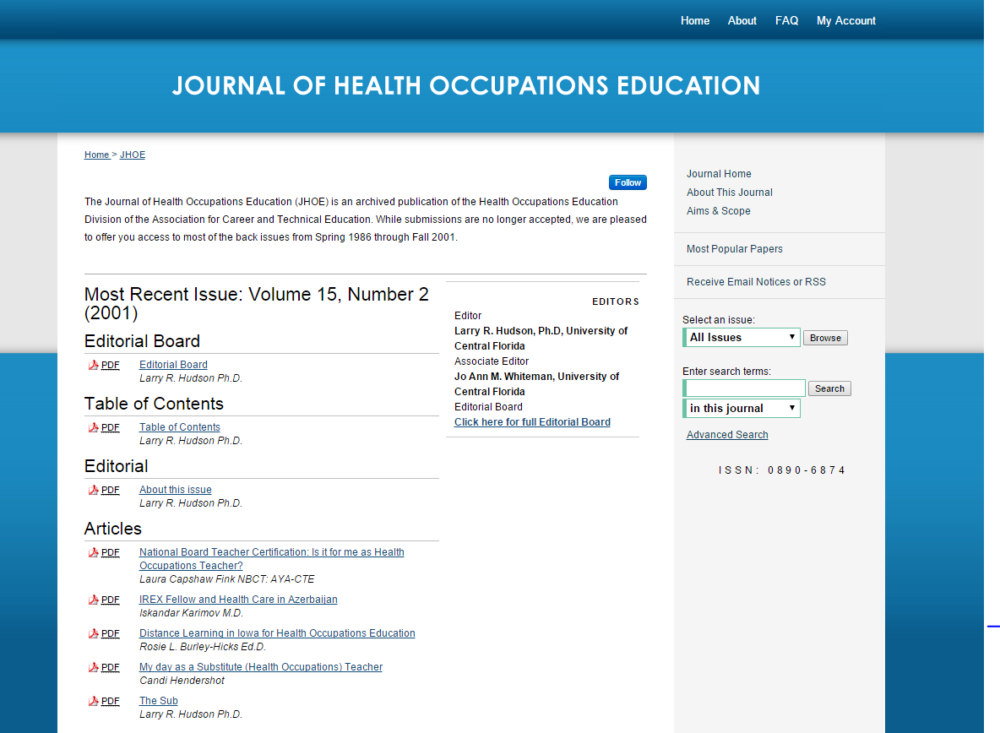 Home About FAQ My Account
JOURNAL OF HEALTH OCCUPATIONS EDUCATION
Home > JHOE
Follow
The Journal of Health Occupations Education (JHOE) is an archived publication of the Health Occupations Education
Division of the Association for Career and Technical Education. While submissions are no longer accepted, we are pleased
to offer you access to most of the back issues from Spring 1986 through Fall 2001.
Most Recent Issue: Volume 15, Number 2
(2001)
Editorial Board
PDF Editorial Board
Larry R. Hudson Ph.D.
Table of Contents
PDF Table of Contents
Larry R. Hudson Ph.D.
Editorial
PDF About this issue
Larry R. Hudson Ph.D.
Articles
PDF National Board Teacher Certification: Is it for me as Health
Occupations Teacher?
Laura Capshaw Fink NBCT: AYA-CTE
PDF IREX Fellow and Health Care in Azerbaijan
Iskandar Karimov M.D.
PDF Distance Learning in Iowa for Health Occupations Education
Rosie L. Burley-Hicks Ed.D.
PDF My day as a Substitute (Health Occupations) Teacher
Candi Hendershot
PDF The Sub
Larry R. Hudson Ph.D.
EDITORS
Editor
Larry R. Hudson, Ph.D, University of
Central Florida
Associate Editor
Jo Ann M. Whiteman, University of
Central Florida
Editorial Board
Click here for full Editorial Board
Journal Home
About This Journal
Aims & Scope
Most Popular Papers
Receive Email Notices or RSS
Select an issue:
All Issues Browse
Enter search terms:
Search
in this journal
Advanced Search
ISSN: 0890-6874